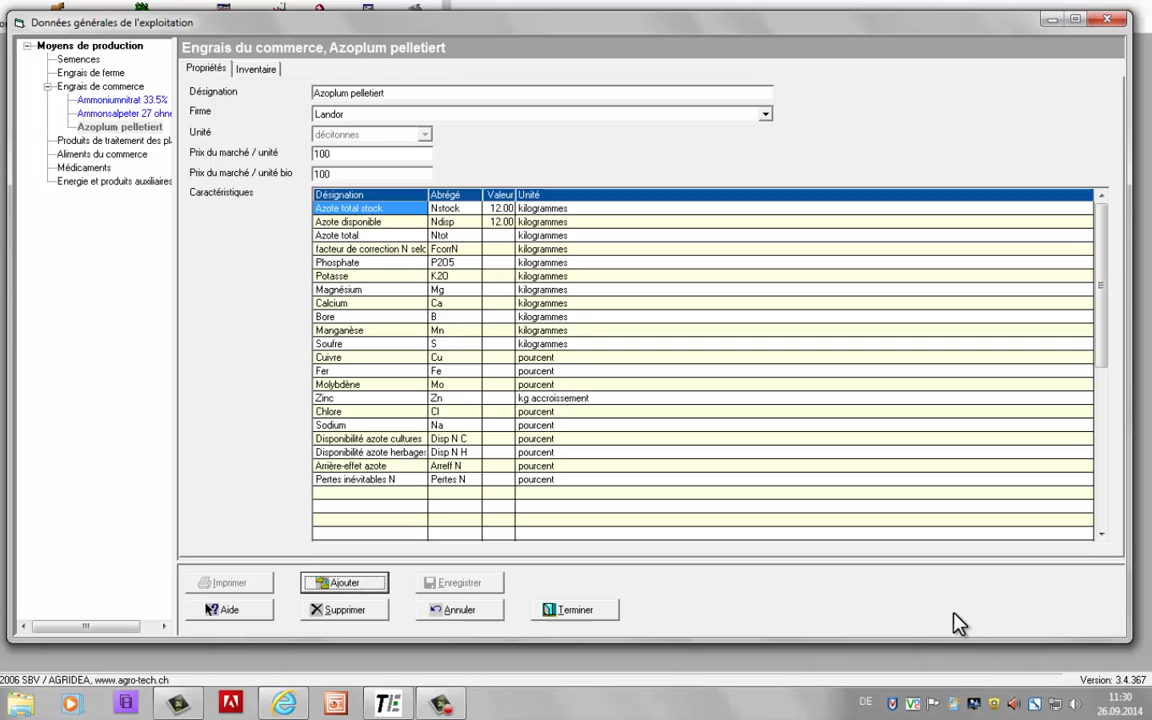 Données générales de l'exploitation
Moyens de production
Semences
Engrais de ferme
Engrais de commerce
Ammoniumnitrat 33.5%
Ammonsalpeter 27 ohne
Azoplum pelletiert
Produits de traitement des pl
Aliments du commerce
Médicaments
Energie et produits auxiliaires
Engrais du commerce, Azoplum pelletiert
Propriétés Inventaire
Désignation Azoplum pelletiert
Firme Landor
Unité décitonnes
Prix du marché / unité 100
Prix du marché / unité bio 100
Caractéristiques
Désignation Abrégé Valeur Unité
Azote total stock Nstock 12.00 kilogrammes
Azote disponible Ndisp 12.00 kilogrammes
Azote total Ntot kilogrammes
facteur de correction N selo FcorrN kilogrammes
Phosphate P2O5 kilogrammes
Potasse K2O kilogrammes
Magnésium Mg kilogrammes
Calcium Ca kilogrammes
Bore B kilogrammes
Manganèse Mn kilogrammes
Soufre S kilogrammes
Cuivre Cu pourcent
Fer Fe pourcent
Molybdène Mo pourcent
Zinc Zn kg accroissement
Chlore Cl pourcent
Sodium Na pourcent
Disponibilité azote cultures Disp N C pourcent
Disponibilité azote herbage: Disp N H pourcent
Arrière-effet azote Arreff N pourcent
Pertes inévitables N Pertes N pourcent
Imprimer Ajouter Enregistrer
Aide Supprimer Annuler Terminer
2006 SBV / AGRIDEA, www.agro-tech.ch Version: 3.4.367
DE 11:30
26.09.2014